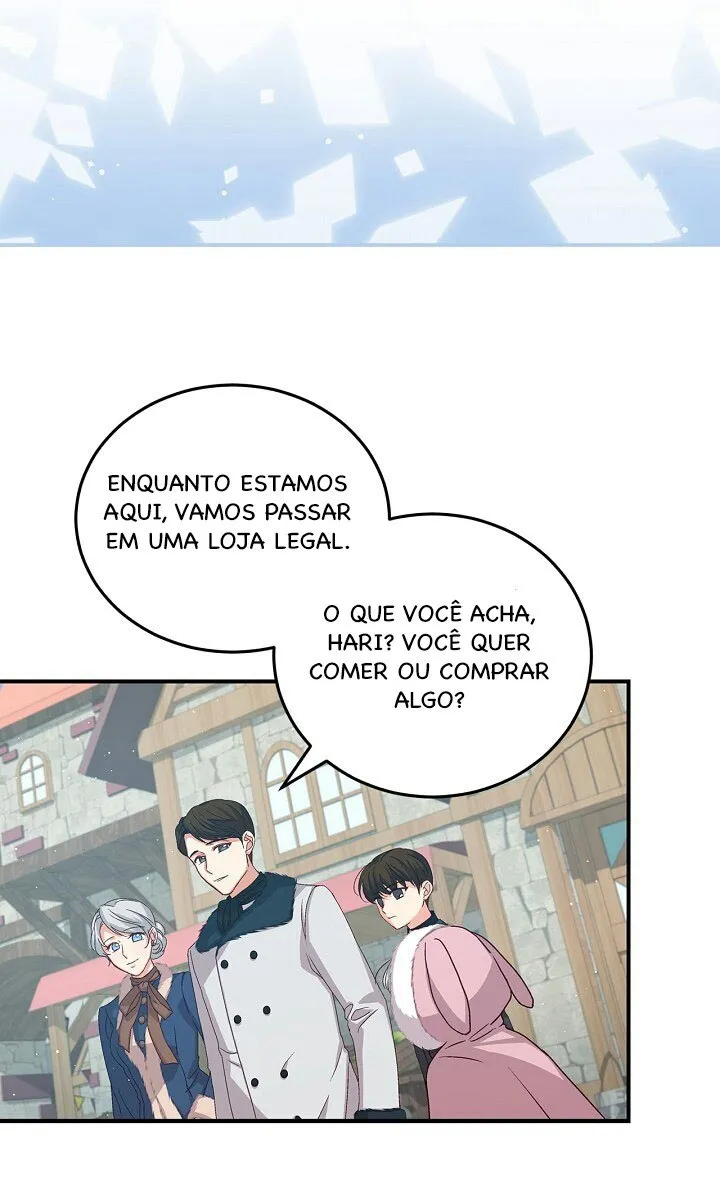 ENQUANTO ESTAMOS
AQUI, VAMOS PASSAR
EM UMA LOJA LEGAL.
O QUE VOCÊ ACHA,
HARI? VOCÊ QUER
COMER OU COMPRAR
ALGO?